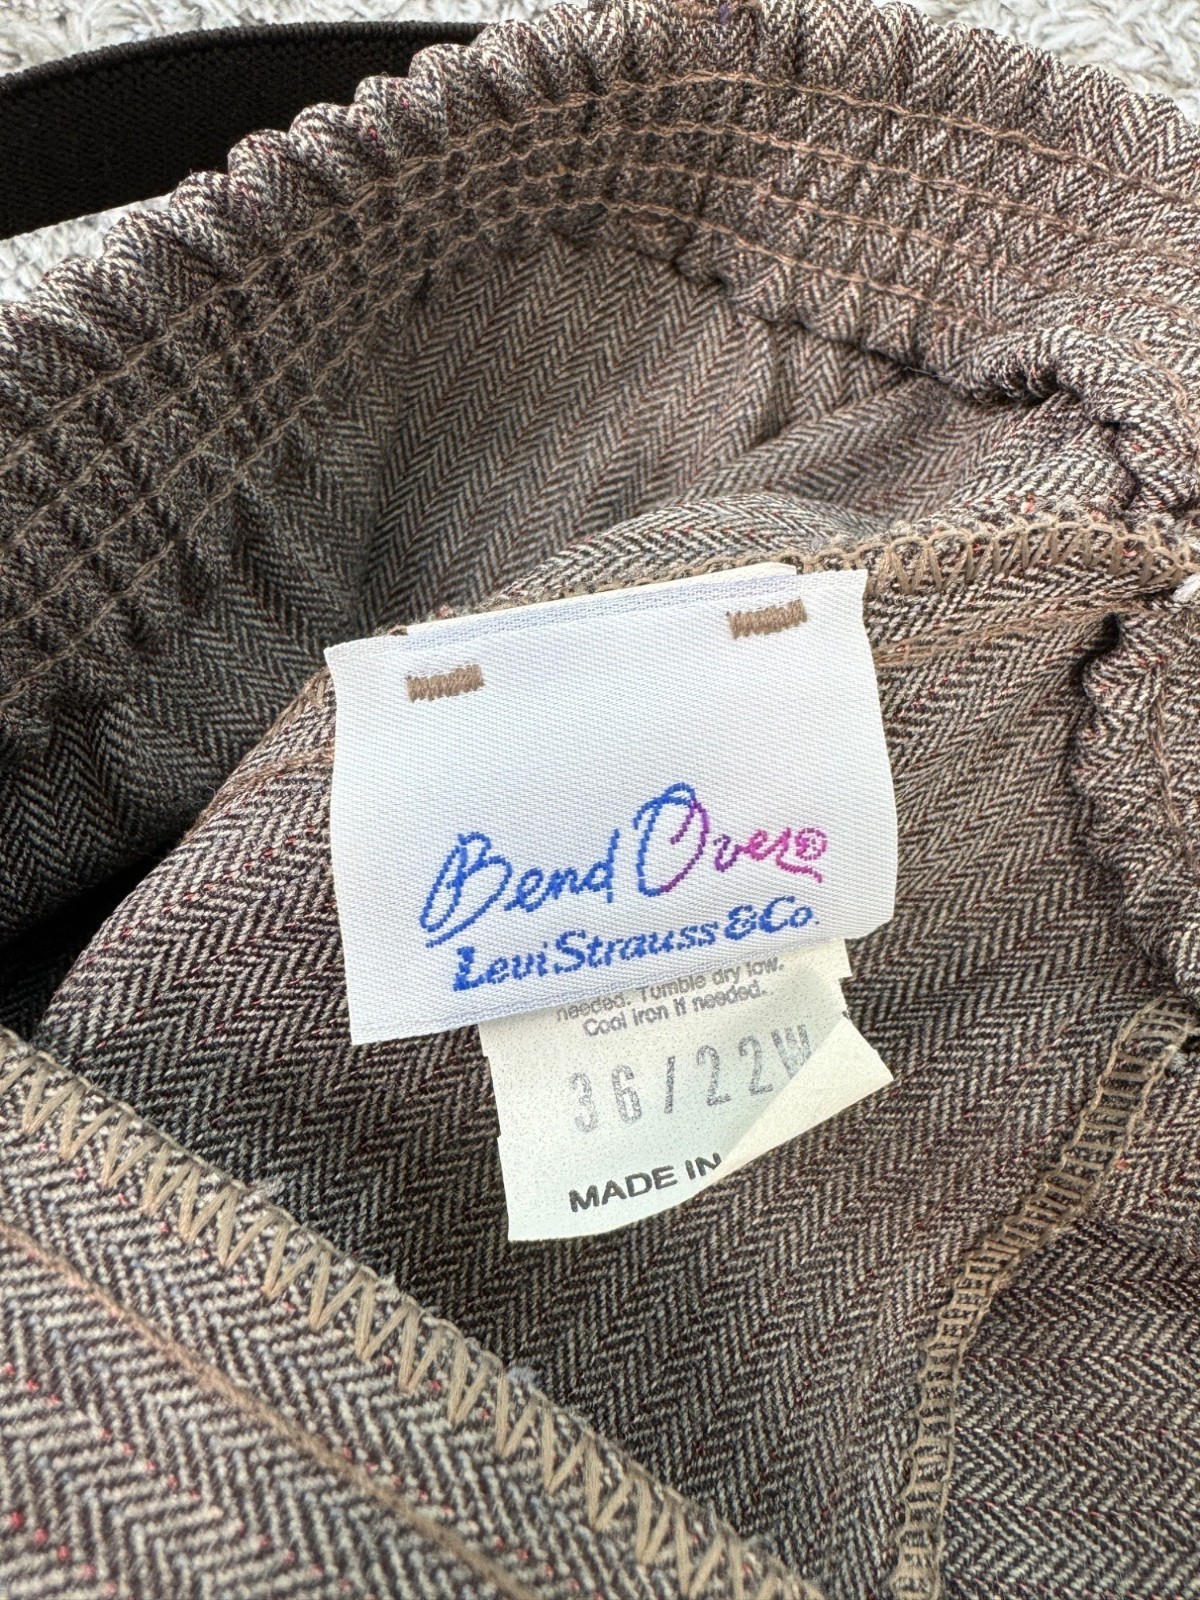 Bend Over®
Levi Strauss & Co.
needed. Tumble dry low.
Cool iron if needed.
36/22W
MADE IN